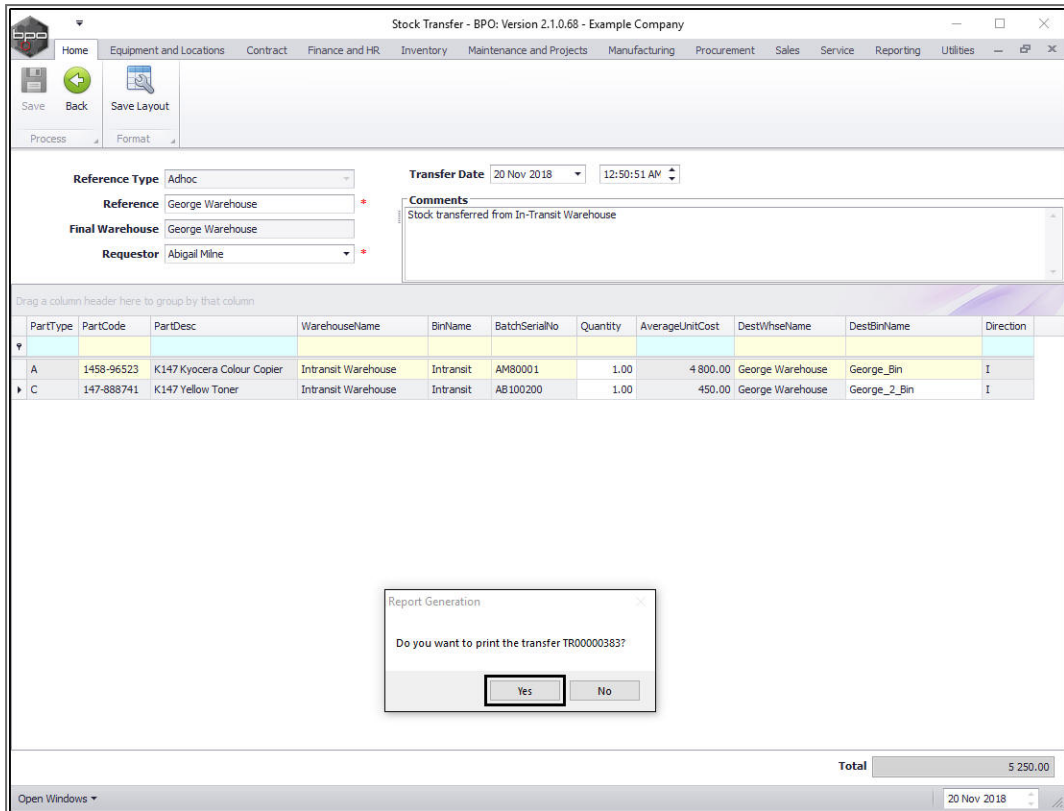 Stock Transfer - BPO: Version 2.1.0.68 - Example Company
bpo
Home Equipment and Locations Contract Finance and HR Inventory Maintenance and Projects Manufacturing Procurement Sales Service Reporting Utilities
Save Back Save Layout
Process Format
Reference Type Adhoc
Reference George Warehouse *
Final Warehouse George Warehouse
Requestor Abigail Milne *
Transfer Date 20 Nov 2018 12:50:51 AM
Comments
Stock transferred from In-Transit Warehouse
Drag a column header here to group by that column
PartType PartCode PartDesc WarehouseName BinName BatchSerialNo Quantity AverageUnitCost DestWhseName DestBinName Direction
A 1458-96523 K147 Kyocera Colour Copier Intransit Warehouse Intransit AM80001 1.00 4 800.00 George Warehouse George_Bin I
C 147-888741 K147 Yellow Toner Intransit Warehouse Intransit AB100200 1.00 450.00 George Warehouse George_2_Bin I
Report Generation
Do you want to print the transfer TR00000383?
Yes No
Total 5 250.00
Open Windows 20 Nov 2018